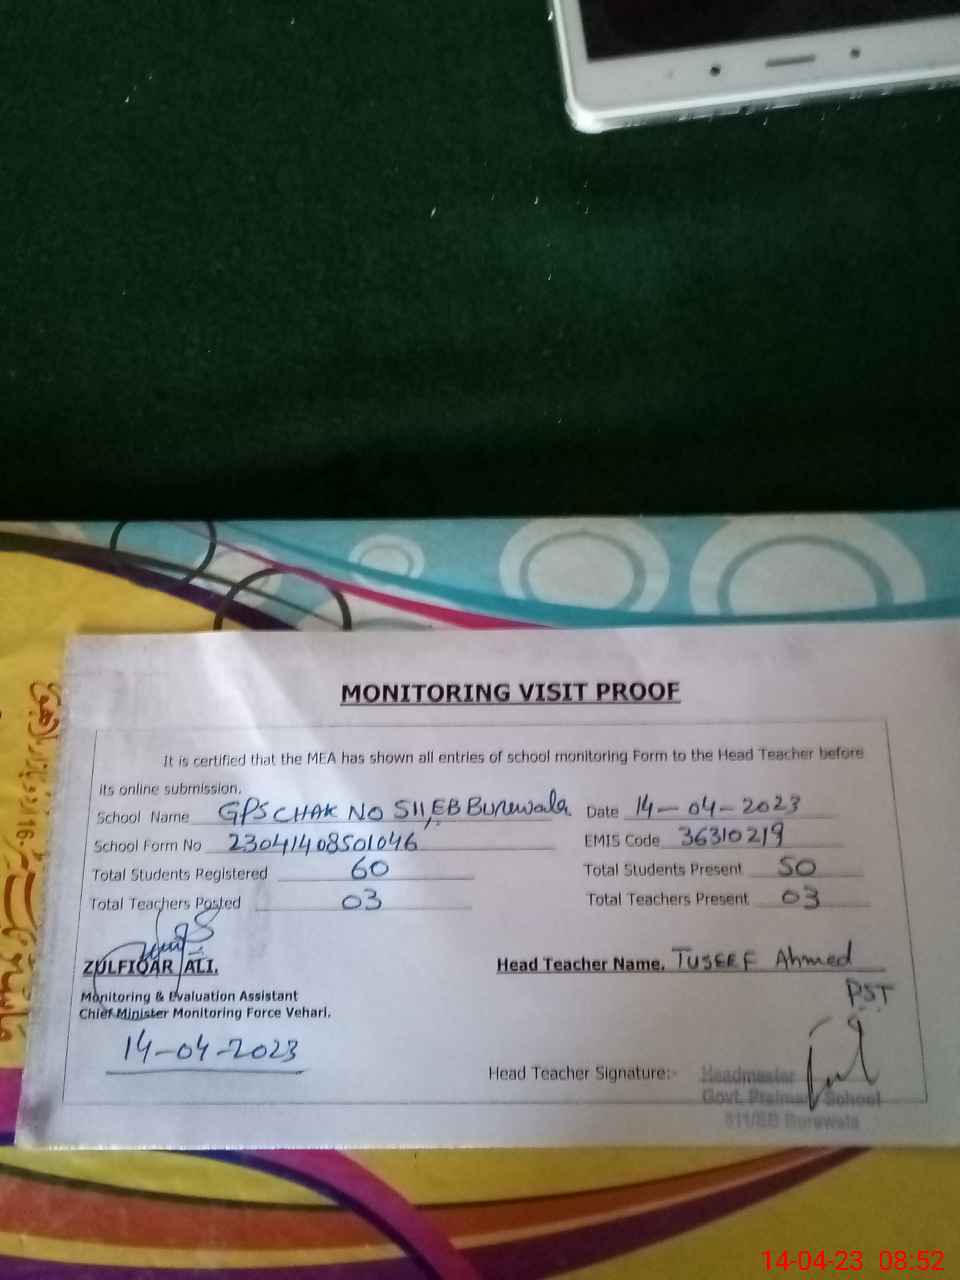 MONITORING VISIT PROOF
It is certified that the MEA has shown all entries of school monitoring Form to the Head Teacher before
its online submission.
School Name GPS CHAK NO 511,EB Burewala Date 14-04-2023
School Form No 23041408501046 EMIS Code 36310219
Total Students Registered 60 Total Students Present 50
Total Teachers Posted 03 Total Teachers Present 03
ZULFIQAR ALI. Head Teacher Name. TUSEEF Ahmed
PST
Monitoring & Evaluation Assistant
Chief Minister Monitoring Force Vehari.
14-04-2023
Head Teacher Signature:- Headmaster
Govt. School
511/EB Burewala
14-04-23 08:52